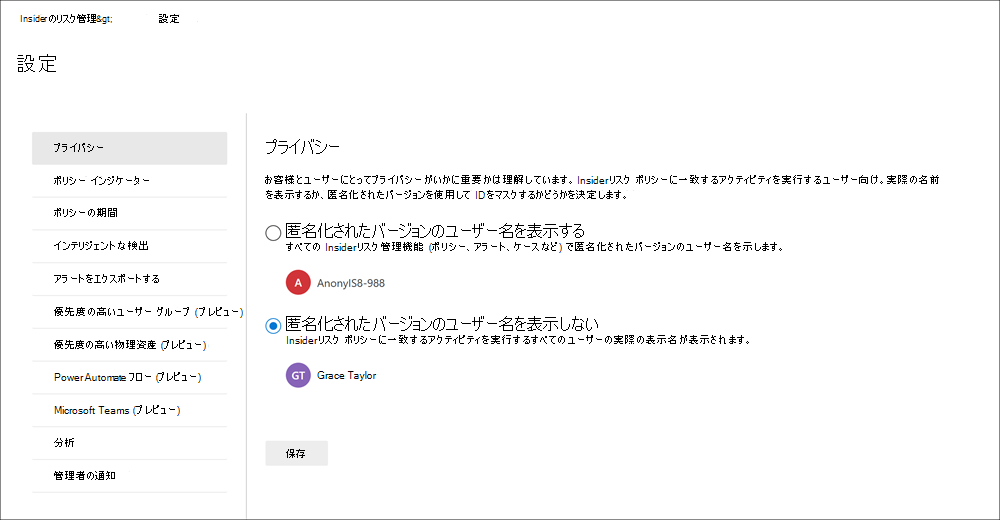 Insiderのリスク管理&gt; 設定
設定
プライバシー
ポリシー インジケーター
ポリシーの期間
インテリジェントな検出
アラートをエクスポートする
優先度の高いユーザー グループ (プレビュー)
優先度の高い物理資産 (プレビュー)
Power Automate フロー (プレビュー)
Microsoft Teams (プレビュー)
分析
管理者の通知
プライバシー
お客様とユーザーにとってプライバシーがいかに重要かは理解しています。Insiderリスク ポリシーに一致するアクティビティを実行するユーザー向け。実際の名前
を表示するか、匿名化されたバージョンを使用して IDをマスクするかどうかを決定します。
匿名化されたバージョンのユーザー名を表示する
すべての Insiderリスク管理機能 (ポリシー、アラート、ケースなど) で匿名化されたバージョンのユーザー名を示します。
A AnonyIS8-988
匿名化されたバージョンのユーザー名を表示しない
Insiderリスク ポリシーに一致するアクティビティを実行するすべてのユーザーの実際の表示名が表示されます。
GT Grace Taylor
保存